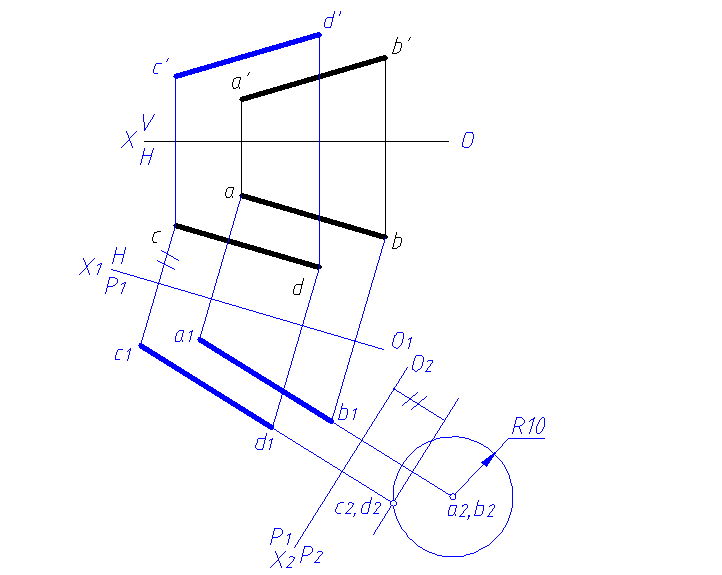 d'
b'
c'
a'
X V
H
O
a
c
b
d
X1 H
P1
O1
a1
c1
O2
b1
d1
R10
c2,d2
a2,b2
P1
X2 P2